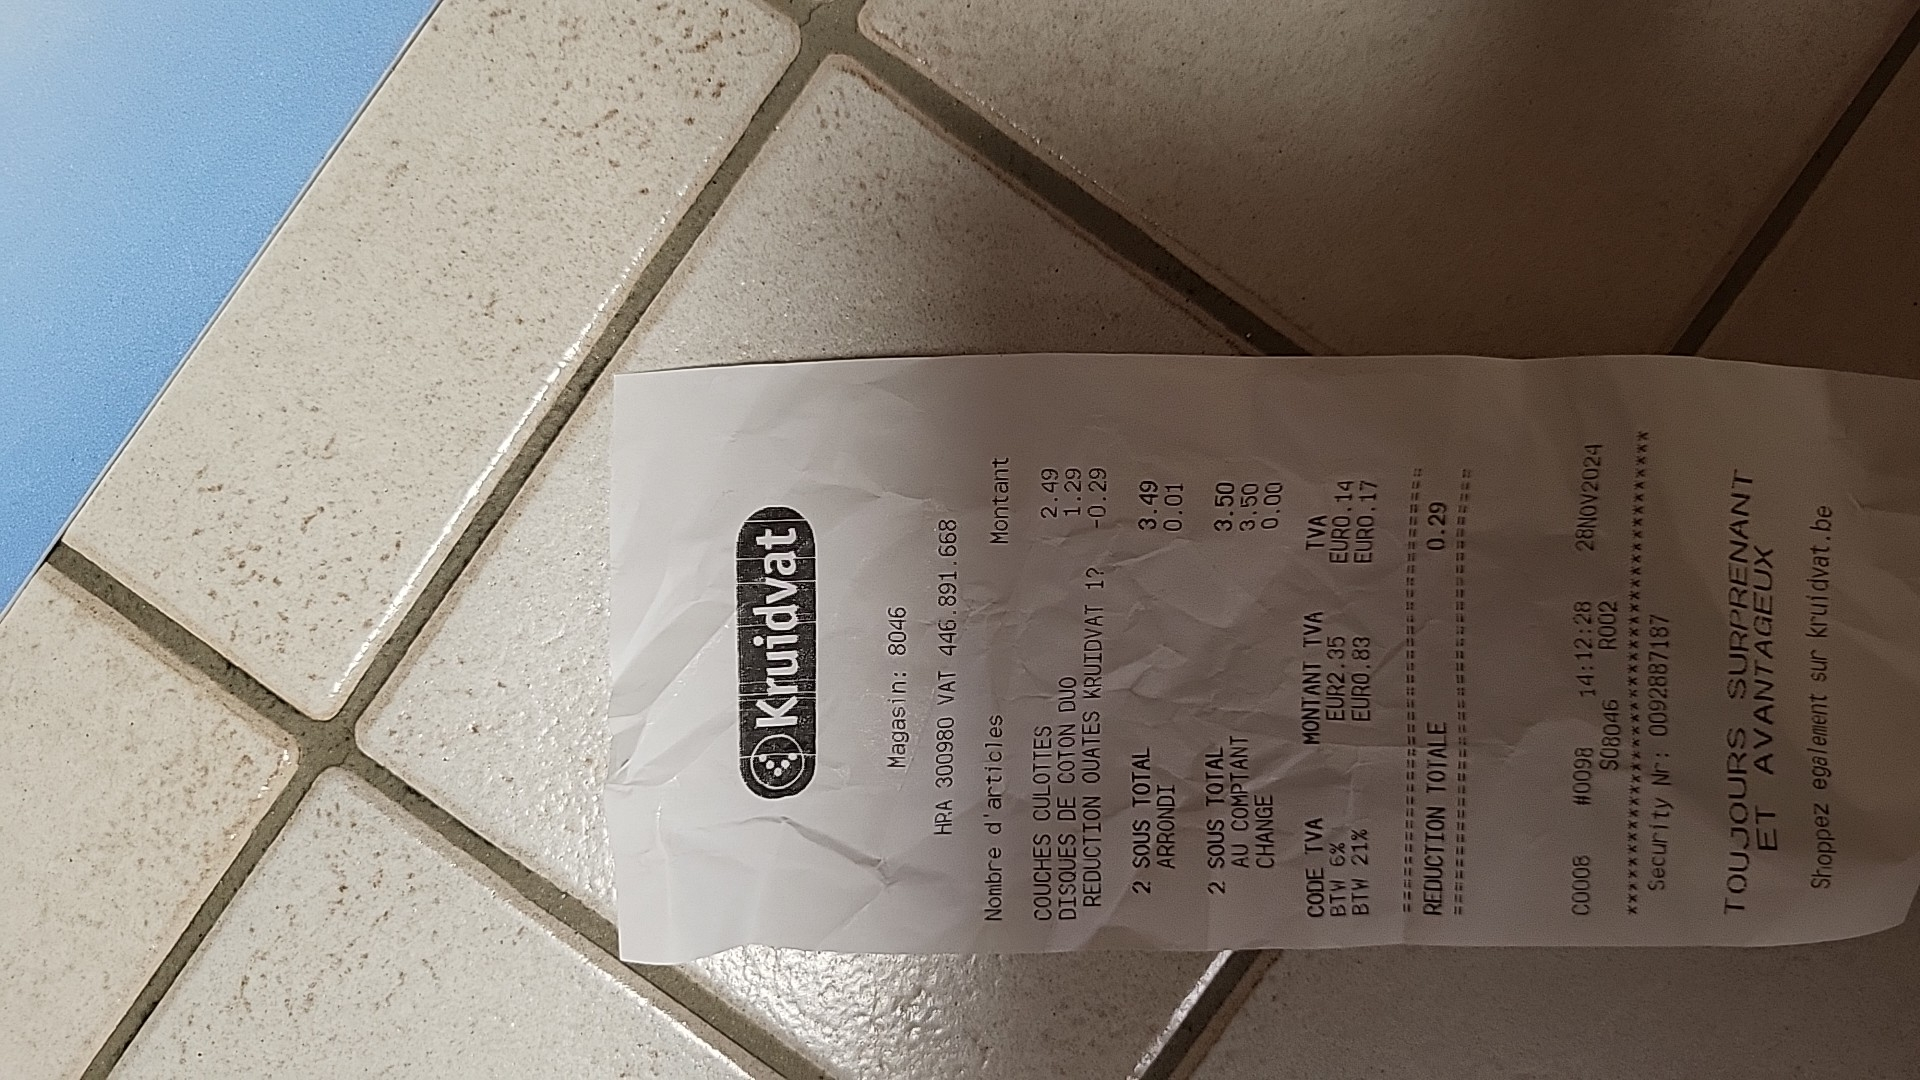 Kruidvat
Magasin: 8046
HRA 300980 VAT 446.891.668
Nombre d'articles Montant
COUCHES CULOTTES 2.49
DISQUES DE COTON DUO 1.29
REDUCTION OUATES KRUIDVAT 1? -0.29
2 SOUS TOTAL 3.49
ARRONDI 0.01
2 SOUS TOTAL 3.50
AU COMPTANT 3.50
CHANGE 0.00
CODE TVA MONTANT TVA TVA
BTW 6% EUR2.35 EUR0.14
BTW 21% EUR0.83 EUR0.17
REDUCTION TOTALE 0.29
C0008 #0098 14:12:28 28NOV2024
S08046 R002
Security Nr: 00928887187
TOUJOURS SURPRENANT
ET AVANTAGEUX
Shoppez egalement sur kruidvat.be